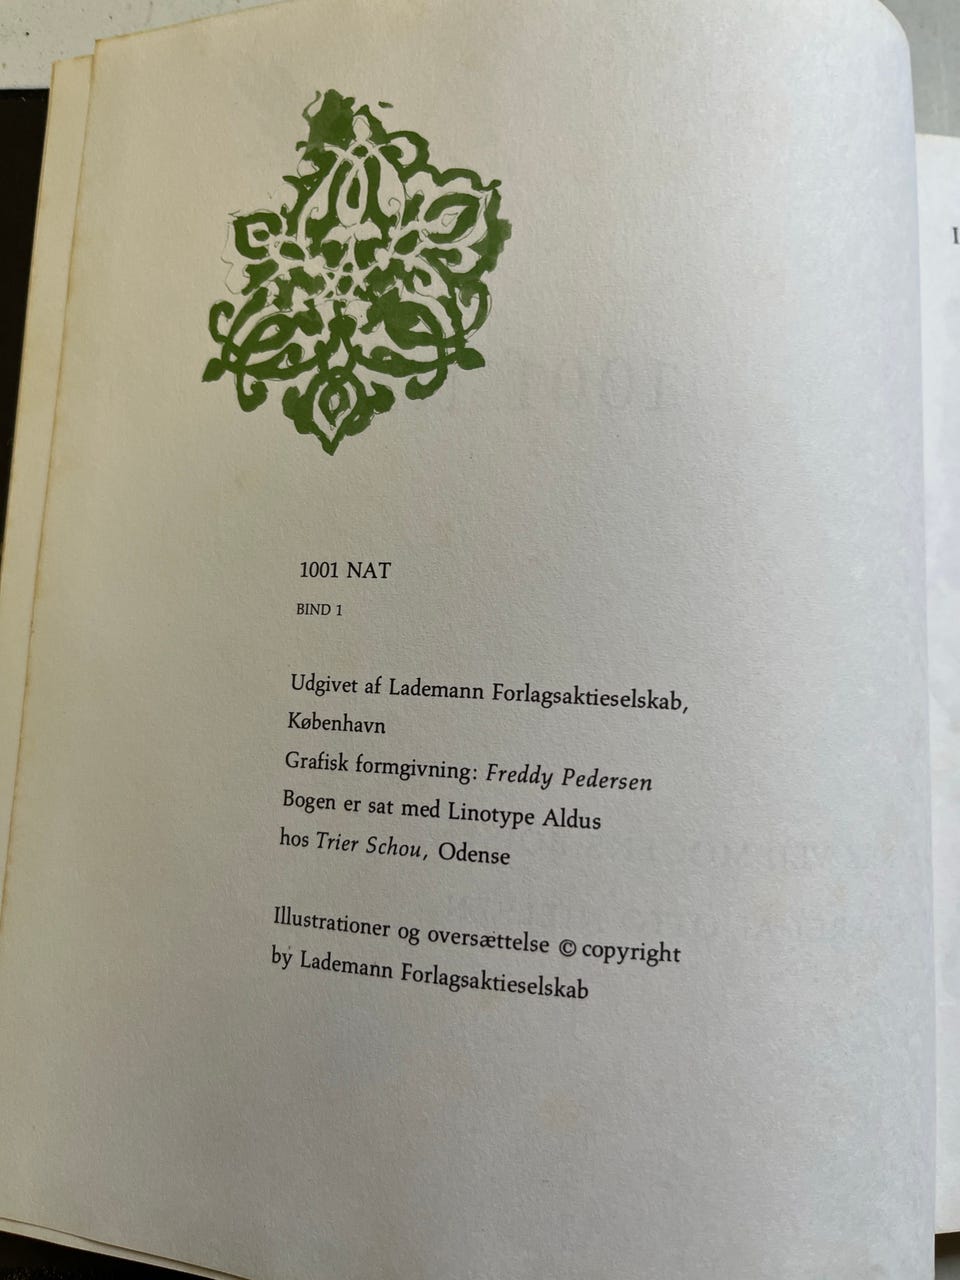 1001 NAT
BIND 1
Udgivet af Lademann Forlagsaktieselskab,
København
Grafisk formgivning: Freddy Pedersen
Bogen er sat med Linotype Aldus
hos Trier Schou, Odense
Illustrationer og oversættelse © copyright
by Lademann Forlagsaktieselskab